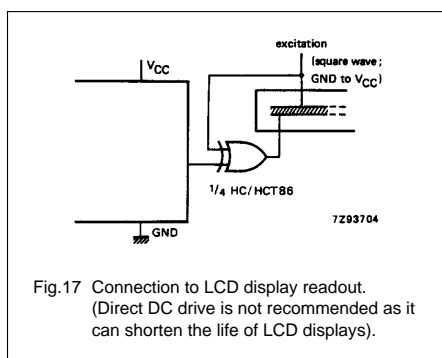 excitation
(square wave;
GND to VCC)
VCC
1/4 HC/HCT86
7Z93704
GND
Fig.17 Connection to LCD display readout.
(Direct DC drive is not recommended as it
can shorten the life of LCD displays).